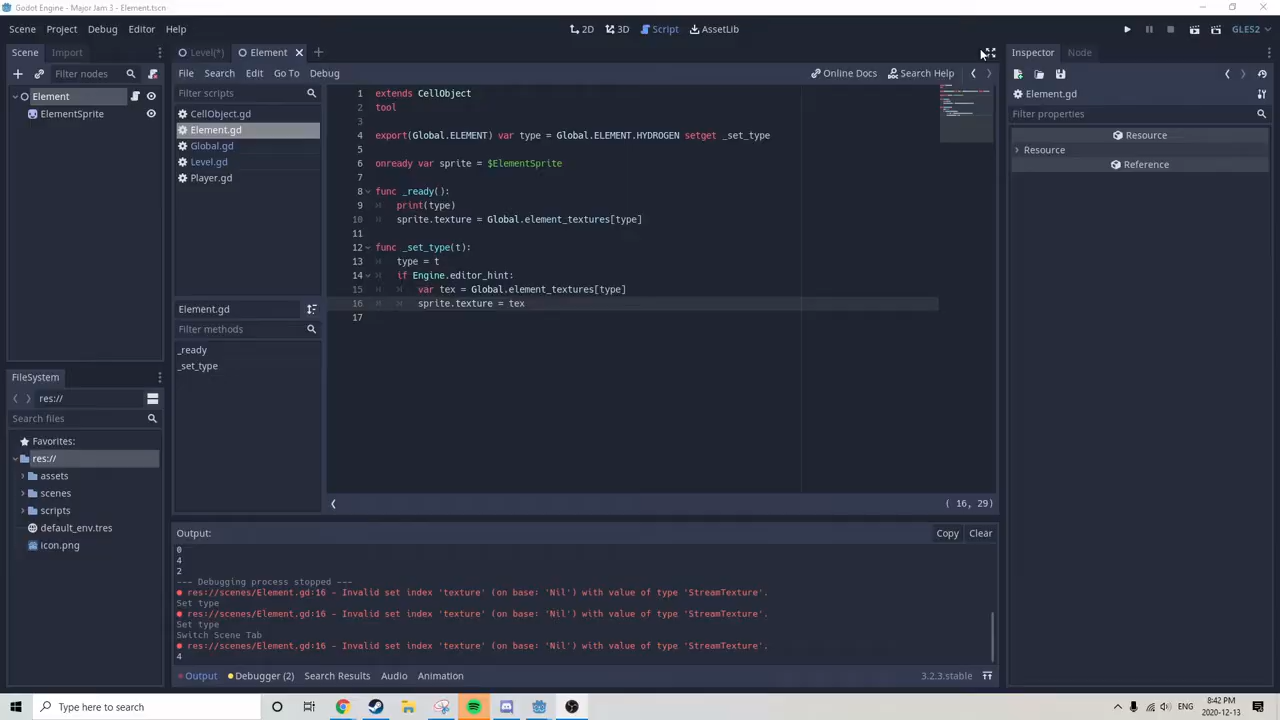 Godot Engine - Major Jam 3 - Element.tscn
Scene Project Debug Editor Help
2D 3D Script AssetLib
GLES2
Scene Import
Filter nodes
Element
ElementSprite
Level(*) Element
File Search Edit Go To Debug
Online Docs Search Help
Filter scripts
CellObject.gd
Element.gd
Global.gd
Level.gd
Player.gd
Element.gd
Filter methods
_ready
_set_type
1 extends CellObject
2 tool
3
4 export(Global.ELEMENT) var type = Global.ELEMENT.HYDROGEN setget _set_type
5
6 onready var sprite = $ElementSprite
7
8 func _ready():
9 print(type)
10 sprite.texture = Global.element_textures[type]
11
12 func _set_type(t):
13 type = t
14 if Engine.editor_hint:
15 var tex = Global.element_textures[type]
16 sprite.texture = tex
17
( 16, 29)
Inspector Node
Element.gd
Filter properties
Resource
Resource
Reference
FileSystem
res://
Search files
Favorites:
res://
assets
scenes
scripts
default_env.tres
icon.png
Output:
Copy Clear
0
4
2
--- Debugging process stopped ---
res://scenes/Element.gd:16 - Invalid set index 'texture' (on base: 'Nil') with value of type 'StreamTexture'.
Set type
res://scenes/Element.gd:16 - Invalid set index 'texture' (on base: 'Nil') with value of type 'StreamTexture'.
Set type
Switch Scene Tab
res://scenes/Element.gd:16 - Invalid set index 'texture' (on base: 'Nil') with value of type 'StreamTexture'.
4
Output Debugger (2) Search Results Audio Animation
3.2.3.stable
Type here to search
ENG
8:42 PM
2020-12-13